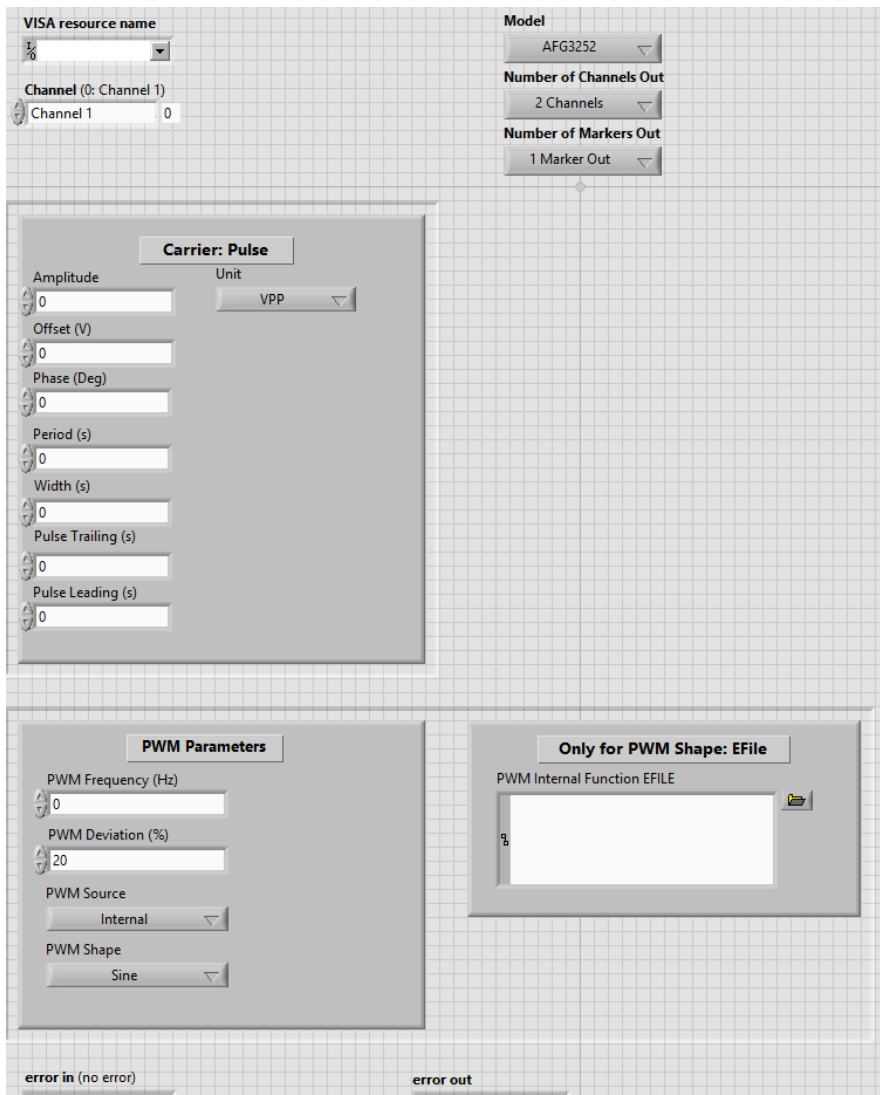 VISA resource name
Model
AFG3252
Channel (0: Channel 1)
Number of Channels Out
Channel 1 0
2 Channels
Number of Markers Out
1 Marker Out
Carrier: Pulse
Amplitude
Unit
0
VPP
Offset (V)
0
Phase (Deg)
0
Period (s)
0
Width (s)
0
Pulse Trailing (s)
0
Pulse Leading (s)
0
PWM Parameters
PWM Frequency (Hz)
0
PWM Deviation (%)
20
PWM Source
Internal
PWM Shape
Sine
Only for PWM Shape: EFile
PWM Internal Function EFILE
error in (no error)
error out